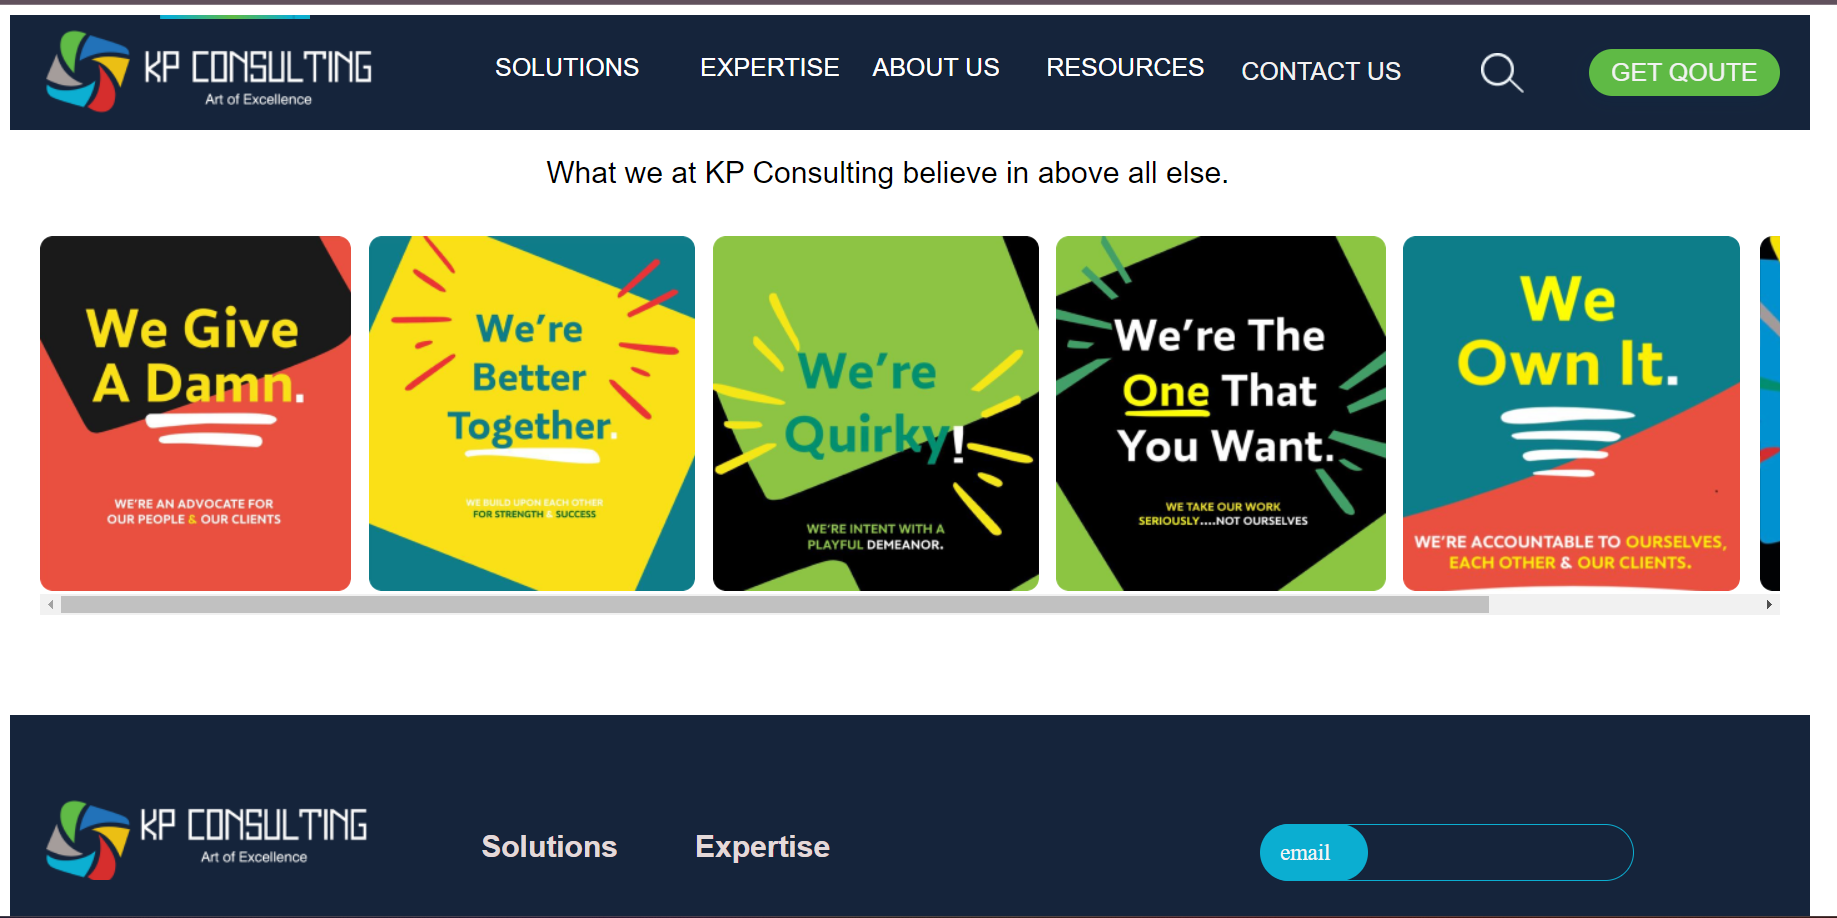 KP CONSULTING
Art of Excellence
SOLUTIONS
EXPERTISE
ABOUT US
RESOURCES
CONTACT US
GET QOUTE
What we at KP Consulting believe in above all else.
We Give
A Damn.
WE'RE AN ADVOCATE FOR
OUR PEOPLE & OUR CLIENTS
We're
Better
Together.
WE BUILD UPON EACH OTHER
FOR STRENGTH & SUCCESS
We're
Quirky!
WE'RE INTENT WITH A
PLAYFUL DEMEANOR.
We're The
One That
You Want.
WE TAKE OUR WORK
SERIOUSLY....NOT OURSELVES
We
Own It.
WE'RE ACCOUNTABLE TO OURSELVES,
EACH OTHER & OUR CLIENTS.
KP CONSULTING
Art of Excellence
Solutions
Expertise
email